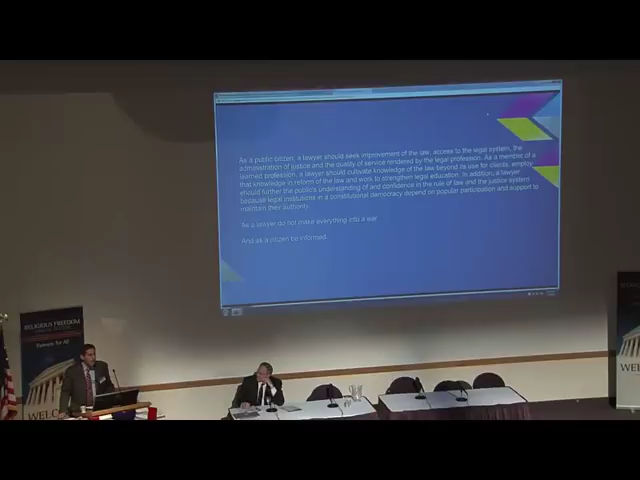 As a public citizen, a lawyer should seek improvement of the law, access to the legal system, the
administration of justice and the quality of service rendered by the legal profession. As a member of a
learned profession, a lawyer should cultivate knowledge of the law beyond its use for clients, employ
that knowledge in reform of the law and work to strengthen legal education. In addition, a lawyer
should further the public's understanding of and confidence in the rule of law and the justice system
because legal institutions in a constitutional democracy depend on popular participation and support to
maintain their authority.
As a lawyer do not make everything into a war
And as a citizen be informed.
RELIGIOUS FREEDOM
Fairness for All
WELCO
WEL